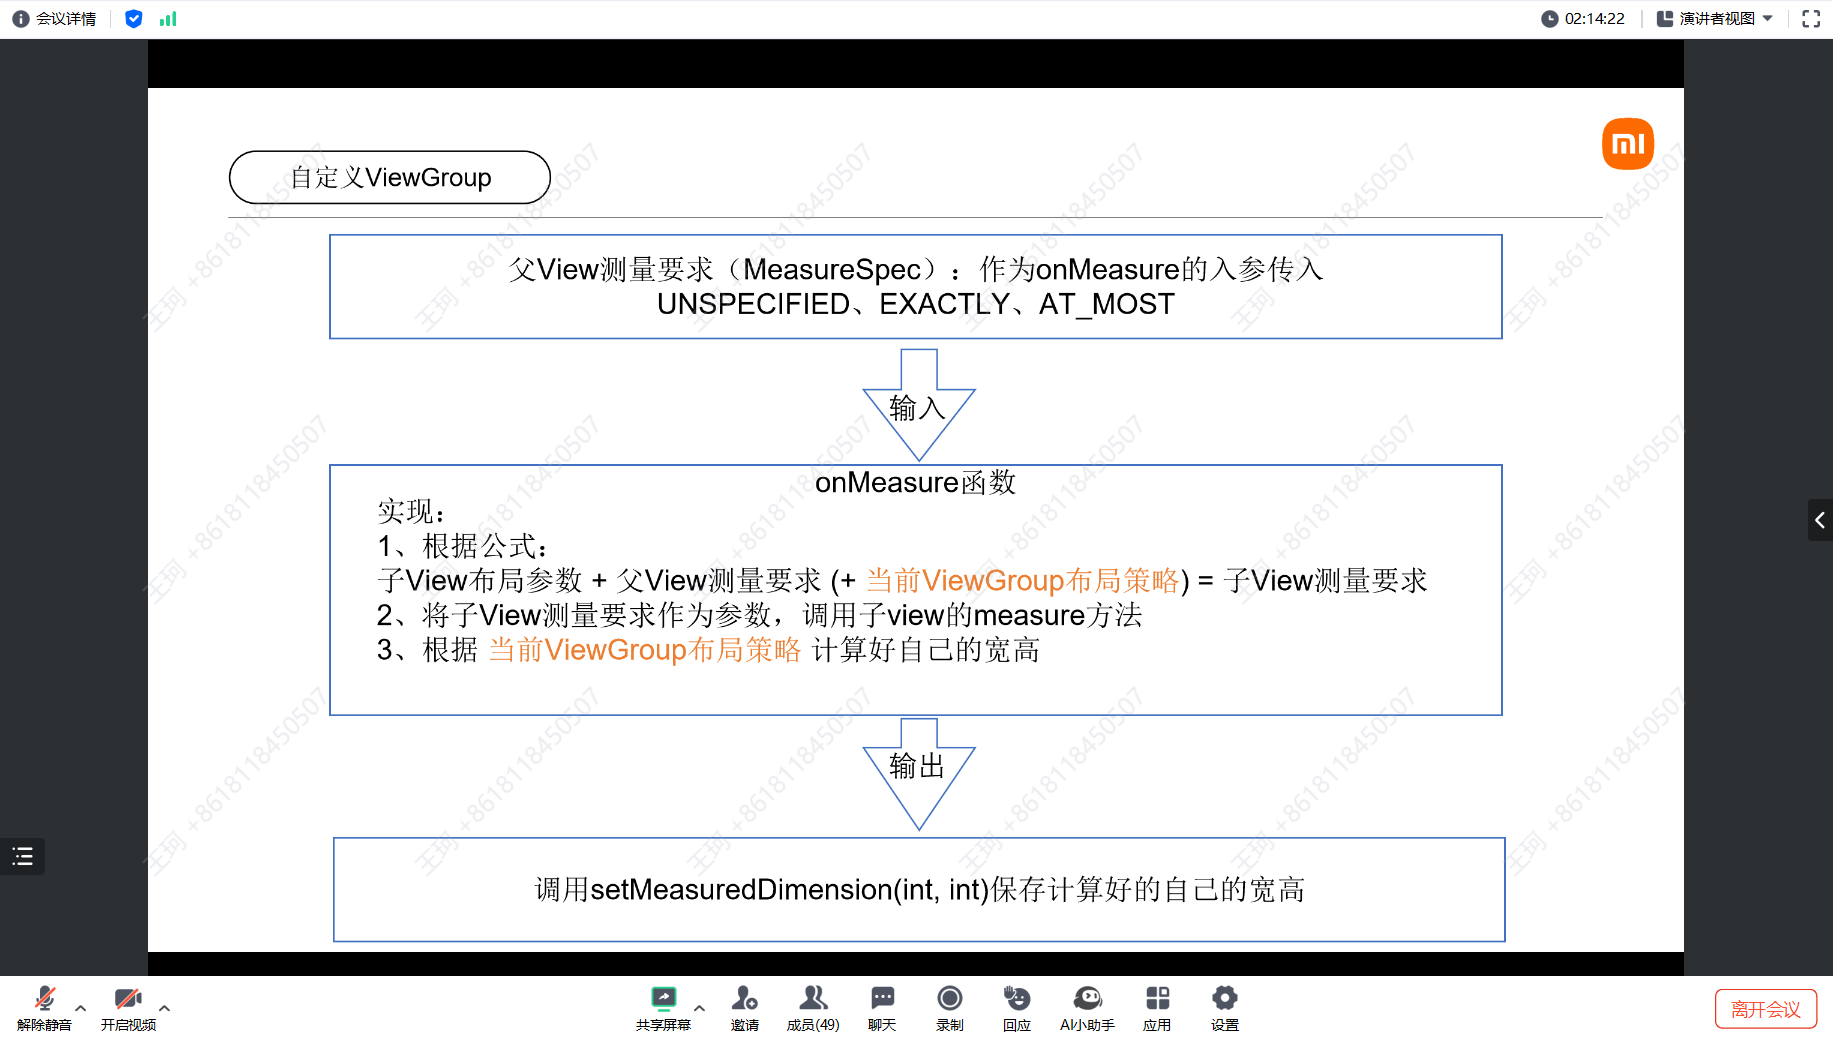 会议详情
02:14:22
演讲者视图
mi
自定义ViewGroup
父View测量要求（MeasureSpec）：作为onMeasure的入参传入
UNSPECIFIED、EXACTLY、AT_MOST
输入
onMeasure函数
实现：
1、根据公式：
子View布局参数 + 父View测量要求 (+ 当前ViewGroup布局策略) = 子View测量要求
2、将子View测量要求作为参数，调用子view的measure方法
3、根据 当前ViewGroup布局策略 计算好自己的宽高
输出
调用setMeasuredDimension(int, int)保存计算好的自己的宽高
王珂 +8618118450507
解除静音
开启视频
共享屏幕
邀请
成员(49)
聊天
录制
回应
AI小助手
应用
设置
离开会议